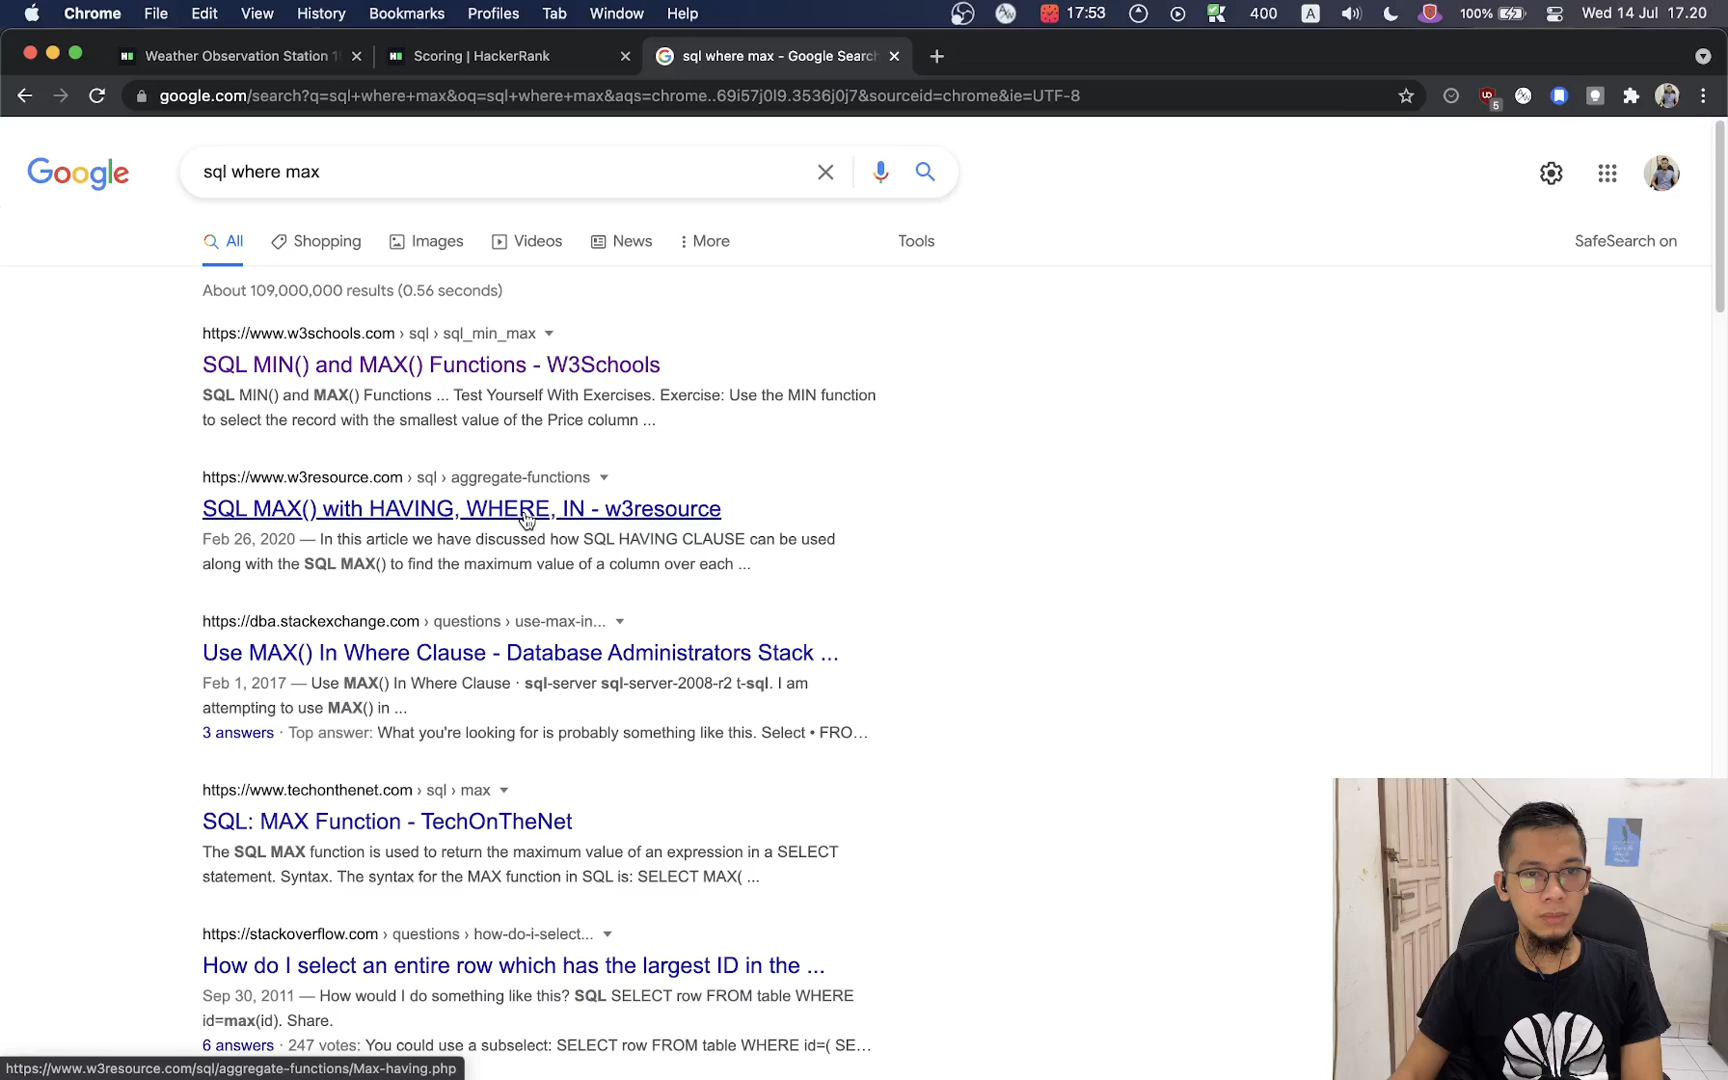 Chrome File Edit View History Bookmarks Profiles Tab Window Help 17:53 400 A 100% Wed 14 Jul 17.20
Weather Observation Station 1 Scoring | HackerRank sql where max - Google Search
google.com/search?q=sql+where+max&oq=sql+where+max&aqs=chrome..69i57j0l9.3536j0j7&sourceid=chrome&ie=UTF-8 5
Google sql where max
All Shopping Images Videos News More Tools SafeSearch on
About 109,000,000 results (0.56 seconds)
https://www.w3schools.com › sql › sql_min_max
SQL MIN() and MAX() Functions - W3Schools
SQL MIN() and MAX() Functions ... Test Yourself With Exercises. Exercise: Use the MIN function
to select the record with the smallest value of the Price column ...
https://www.w3resource.com › sql › aggregate-functions
SQL MAX() with HAVING, WHERE, IN - w3resource
Feb 26, 2020 — In this article we have discussed how SQL HAVING CLAUSE can be used
along with the SQL MAX() to find the maximum value of a column over each ...
https://dba.stackexchange.com › questions › use-max-in...
Use MAX() In Where Clause - Database Administrators Stack ...
Feb 1, 2017 — Use MAX() In Where Clause · sql-server sql-server-2008-r2 t-sql. I am
attempting to use MAX() in ...
3 answers · Top answer: What you're looking for is probably something like this. Select • FRO...
https://www.techonthenet.com › sql › max
SQL: MAX Function - TechOnTheNet
The SQL MAX function is used to return the maximum value of an expression in a SELECT
statement. Syntax. The syntax for the MAX function in SQL is: SELECT MAX( ...
https://stackoverflow.com › questions › how-do-i-select...
How do I select an entire row which has the largest ID in the ...
Sep 30, 2011 — How would I do something like this? SQL SELECT row FROM table WHERE
id=max(id). Share.
6 answers · 247 votes: You could use a subselect: SELECT row FROM table WHERE id=( SE...
https://www.w3resource.com/sql/aggregate-functions/Max-having.php